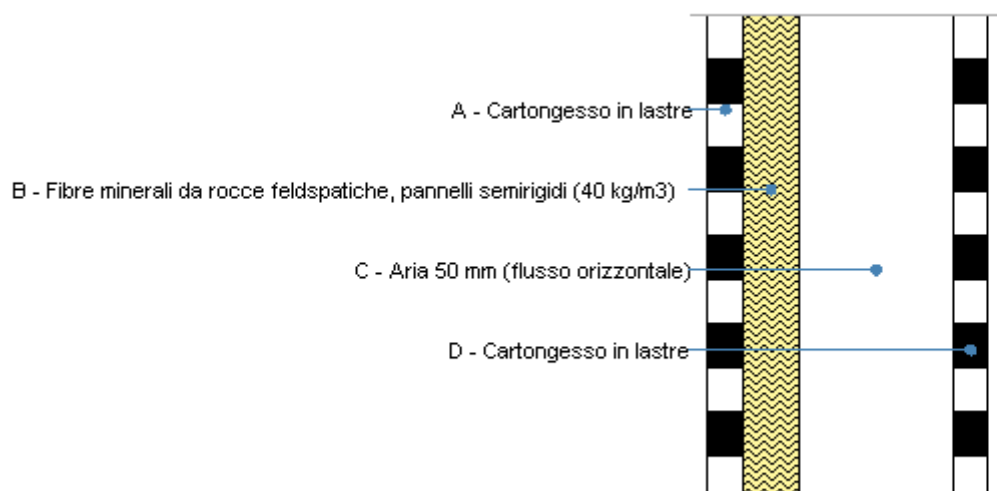 A - Cartongesso in lastre
B - Fibre minerali da rocce feldspatiche, pannelli semirigidi (40 kg/m3)
C - Aria 50 mm (flusso orizzontale)
D - Cartongesso in lastre